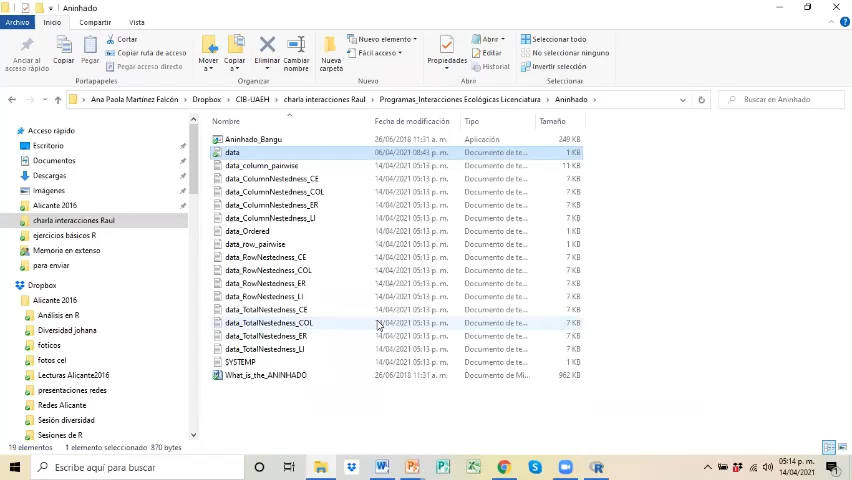 Aninhado
Archivo Inicio Compartir Vista
Anclar al acceso rápido
Copiar
Pegar
Cortar
Copiar ruta de acceso
Pegar acceso directo
Portapapeles
Mover a
Copiar a
Eliminar
Cambiar nombre
Organizar
Nueva carpeta
Nuevo elemento
Fácil acceso
Nuevo
Propiedades
Abrir
Editar
Historial
Abrir
Seleccionar todo
No seleccionar ninguno
Invertir selección
Seleccionar
Ana Paola Martínez Falcón > Dropbox > CIB-UAEH > charla interacciones Raul > Programas_Interacciones Ecológicas Licenciatura > Aninhado >
Buscar en Aninhado
Acceso rápido
Escritorio
Documentos
Descargas
Imágenes
Alicante 2016
charla interacciones Raul
ejercicios básicos R
Memoria en extenso
para enviar
Dropbox
Alicante 2016
Análisis en R
Diversidad johana
foticos
fotos cel
Lecturas Alicante2016
presentaciones redes
Redes Alicante
Sesión diversidad
Sesiones de R
Nombre Fecha de modificación Tipo Tamaño
Aninhado_Bangu 26/06/2018 11:31 a. m. Aplicación 249 KB
data 06/04/2021 08:43 p. m. Documento de te... 1 KB
data_column_pairwise 14/04/2021 05:13 p. m. Documento de te... 11 KB
data_ColumnNestedness_CE 14/04/2021 05:13 p. m. Documento de te... 7 KB
data_ColumnNestedness_COL 14/04/2021 05:13 p. m. Documento de te... 7 KB
data_ColumnNestedness_ER 14/04/2021 05:13 p. m. Documento de te... 7 KB
data_ColumnNestedness_LI 14/04/2021 05:13 p. m. Documento de te... 7 KB
data_Ordered 14/04/2021 05:13 p. m. Documento de te... 1 KB
data_row_pairwise 14/04/2021 05:13 p. m. Documento de te... 1 KB
data_RowNestedness_CE 14/04/2021 05:13 p. m. Documento de te... 7 KB
data_RowNestedness_COL 14/04/2021 05:13 p. m. Documento de te... 7 KB
data_RowNestedness_ER 14/04/2021 05:13 p. m. Documento de te... 7 KB
data_RowNestedness_LI 14/04/2021 05:13 p. m. Documento de te... 7 KB
data_TotalNestedness_CE 14/04/2021 05:13 p. m. Documento de te... 7 KB
data_TotalNestedness_COL 14/04/2021 05:13 p. m. Documento de te... 7 KB
data_TotalNestedness_ER 14/04/2021 05:13 p. m. Documento de te... 7 KB
data_TotalNestedness_LI 14/04/2021 05:13 p. m. Documento de te... 7 KB
SYSTEMP 14/04/2021 05:13 p. m. Documento de te... 1 KB
What_is_the_ANINHADO 26/06/2018 11:31 a. m. Documento de Mi... 962 KB
19 elementos 1 elemento seleccionado 870 bytes
Escribe aquí para buscar
05:14 p. m.
14/04/2021